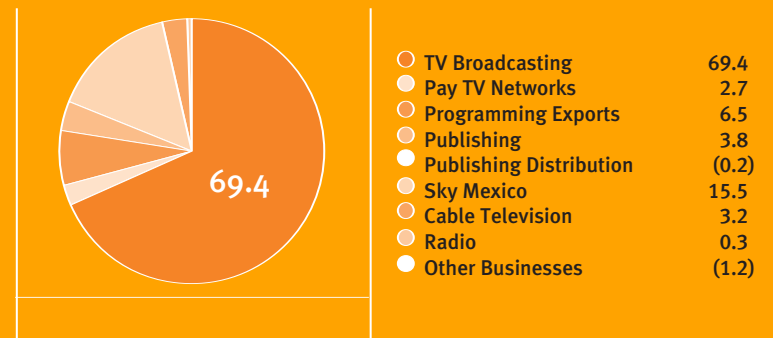 69.4
TV Broadcasting 69.4
Pay TV Networks 2.7
Programming Exports 6.5
Publishing 3.8
Publishing Distribution (0.2)
Sky Mexico 15.5
Cable Television 3.2
Radio 0.3
Other Businesses (1.2)